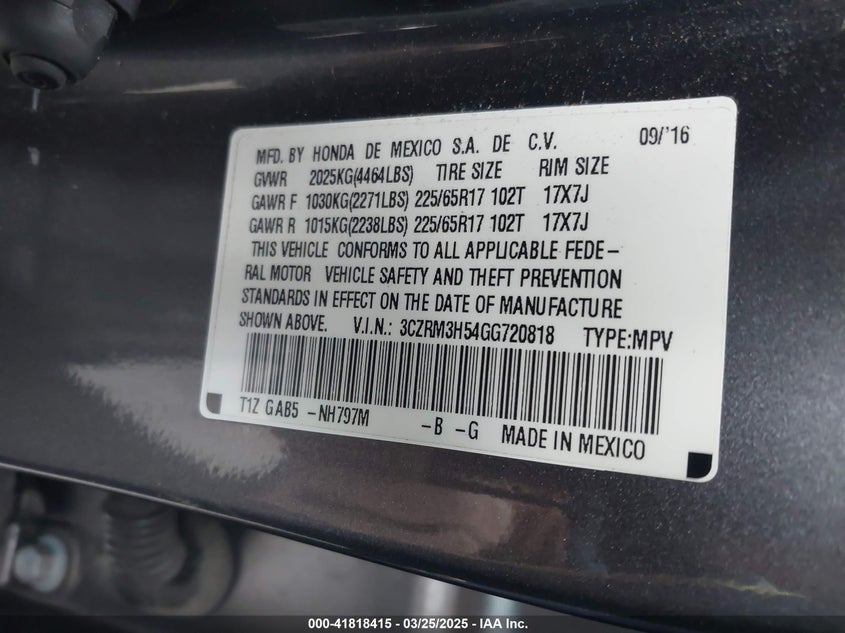 MFD. BY HONDA DE MEXICO S.A. DE C.V. 09/'16
GVWR 2025KG(4464LBS) TIRE SIZE RIM SIZE
GAWR F 1030KG(2271LBS) 225/65R17 102T 17X7J
GAWR R 1015KG(2238LBS) 225/65R17 102T 17X7J
THIS VEHICLE CONFORMS TO ALL APPLICABLE FEDE-
RAL MOTOR VEHICLE SAFETY AND THEFT PREVENTION
STANDARDS IN EFFECT ON THE DATE OF MANUFACTURE
SHOWN ABOVE. V.I.N.: 3CZRM3H54GG720818 TYPE:MPV
T1Z GAB5 -NH797M -B -G MADE IN MEXICO
000-41818415 - 03/25/2025 - IAA Inc.